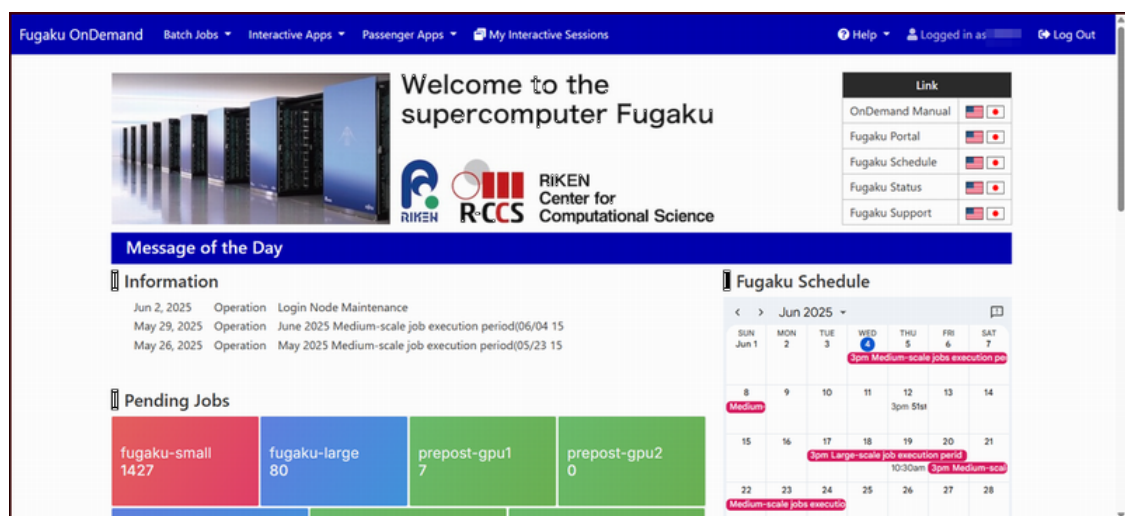 Fugaku OnDemand Batch Jobs Interactive Apps Passenger Apps My Interactive Sessions Help Logged in as Log Out
Welcome to the
supercomputer Fugaku
RIKEN
R-CCS
RIKEN
Center for
Computational Science
Link
OnDemand Manual
Fugaku Portal
Fugaku Schedule
Fugaku Status
Fugaku Support
Message of the Day
Information
Jun 2, 2025 Operation Login Node Maintenance
May 29, 2025 Operation June 2025 Medium-scale job execution period(06/04 15
May 26, 2025 Operation May 2025 Medium-scale job execution period(05/23 15
Pending Jobs
fugaku-small
1427
fugaku-large
80
prepost-gpu1
7
prepost-gpu2
0
Fugaku Schedule
Jun 2025
SUN MON TUE WED THU FRI SAT
Jun 1 2 3 4 5 6 7
3pm Medium-scale jobs execution pe
8 9 10 11 12 13 14
Medium-
3pm 51st
15 16 17 18 19 20 21
3pm Large-scale job execution perid
10:30am 3pm Medium-scal
22 23 24 25 26 27 28
Medium-scale jobs executio